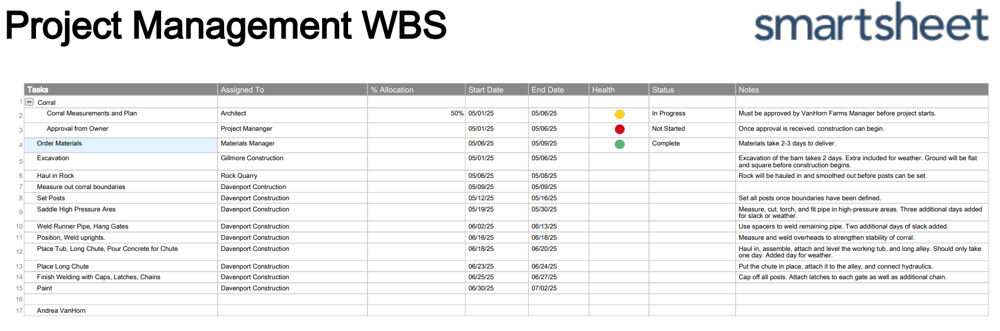 Project Management WBS
smartsheet
Tasks Assigned To % Allocation Start Date End Date Health Status Notes
1 Corral
2 Corral Measurements and Plan Architect 50% 05/01/25 05/06/25 In Progress Must be approved by VanHorn Farms Manager before project starts.
3 Approval from Owner Project Mananger 05/01/25 05/06/25 Not Started Once approval is received, construction can begin.
4 Order Materials Materials Manager 05/06/25 05/09/25 Complete Materials take 2-3 days to deliver.
5 Excavation Gillmore Construction 05/01/25 05/06/25 Excavation of the barn takes 2 days. Extra included for weather. Ground will be flat
and square before construction begins.
6 Haul in Rock Rock Quarry 05/06/25 05/08/25 Rock will be hauled in and smoothed out before posts can be set.
7 Measure out corral boundaries Davenport Contruction 05/09/25 05/09/25
8 Set Posts Davenport Construction 05/12/25 05/16/25 Set all posts once boundaries have been defined.
9 Saddle High Pressure Ares Davenport Construction 05/19/25 05/30/25 Measure, cut, torch, and fit pipe in high-pressure areas. Three additional days added
for slack or weather.
10 Weld Runner Pipe, Hang Gates Davenport Construction 06/02/25 06/13/25 Use spacers to weld remaining pipe. Two additional days of slack added.
11 Position, Weld uprights. Davenport Construction 06/16/25 06/18/25 Measure and weld overheads to strengthen stability of corral.
12 Place Tub, Long Chute, Pour Concrete for Chute Davenport Construction 06/18/25 06/20/25 Haul in, assemble, attach and level the working tub, and long alley. Should only take
one day. Added day for weather.
13 Place Long Chute Davenport Construction 06/23/25 06/24/25 Put the chute in place, attach it to the alley, and connect hydraulics.
14 Finish Welding with Caps, Latches, Chains Davenport Construction 06/25/25 06/27/25 Cap off all posts. Attach latches to each gate as well as additional chain.
15 Paint Davenport Construction 06/30/25 07/02/25
16
17 Andrea VanHorn